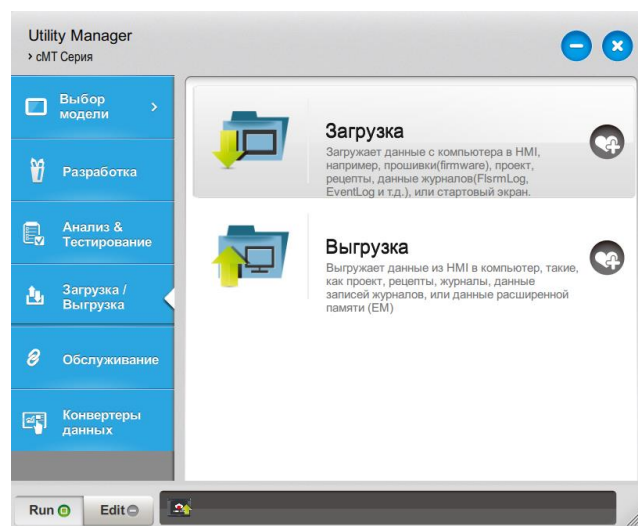 Utility Manager
> cMT Серия
Выбор
модели >
Разработка
Анализ &
Тестирование
Загрузка /
Выгрузка
Обслуживание
Конвертеры
данных
Загрузка
Загружает данные с компьютера в HMI,
например, прошивки(firmware), проект,
рецепты, данные журналов(FlsrmLog,
EventLog и т.д.), или стартовый экран.
Выгрузка
Выгружает данные из HMI в компьютер, такие,
как проект, рецепты, журналы, данные
записей журналов, или данные расширенной
памяти (EM)
Run
Edit